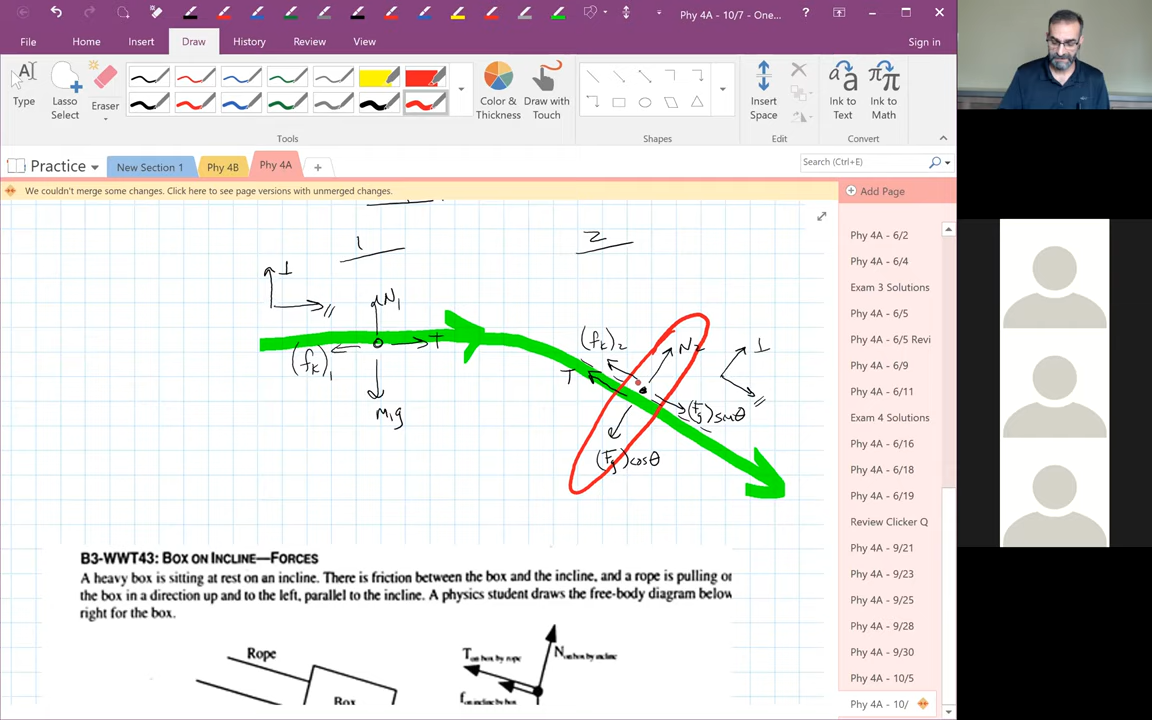 Phy 4A - 10/7 - One...
File
Home
Insert
Draw
History
Review
View
Sign in
Type
Lasso Select
Eraser
Color & Thickness
Draw with Touch
Insert Space
Ink to Text
Ink to Math
Tools
Shapes
Edit
Convert
Practice
New Section 1
Phy 4B
Phy 4A
Search (Ctrl+E)
We couldn't merge some changes. Click here to see page versions with unmerged changes.
Add Page
Phy 4A - 6/2
Phy 4A - 6/4
Exam 3 Solutions
Phy 4A - 6/5
Phy 4A - 6/5 Revi
Phy 4A - 6/9
Phy 4A - 6/11
Exam 4 Solutions
Phy 4A - 6/16
Phy 4A - 6/18
Phy 4A - 6/19
Review Clicker Q
Phy 4A - 9/21
Phy 4A - 9/23
Phy 4A - 9/25
Phy 4A - 9/28
Phy 4A - 9/30
Phy 4A - 10/5
Phy 4A - 10/
1
2
⊥
//
N₁
T
(fₖ)₁
m₁g
(fₖ)₂
N₂
T
⊥
//
(Fg) sinθ
(Fg) cosθ
B3-WWT43: BOX ON INCLINE—FORCES
A heavy box is sitting at rest on an incline. There is friction between the box and the incline, and a rope is pulling or
the box in a direction up and to the left, parallel to the incline. A physics student draws the free-body diagram below
right for the box.
Rope
Box
T on box by rope
N on box by incline
f on incline by box